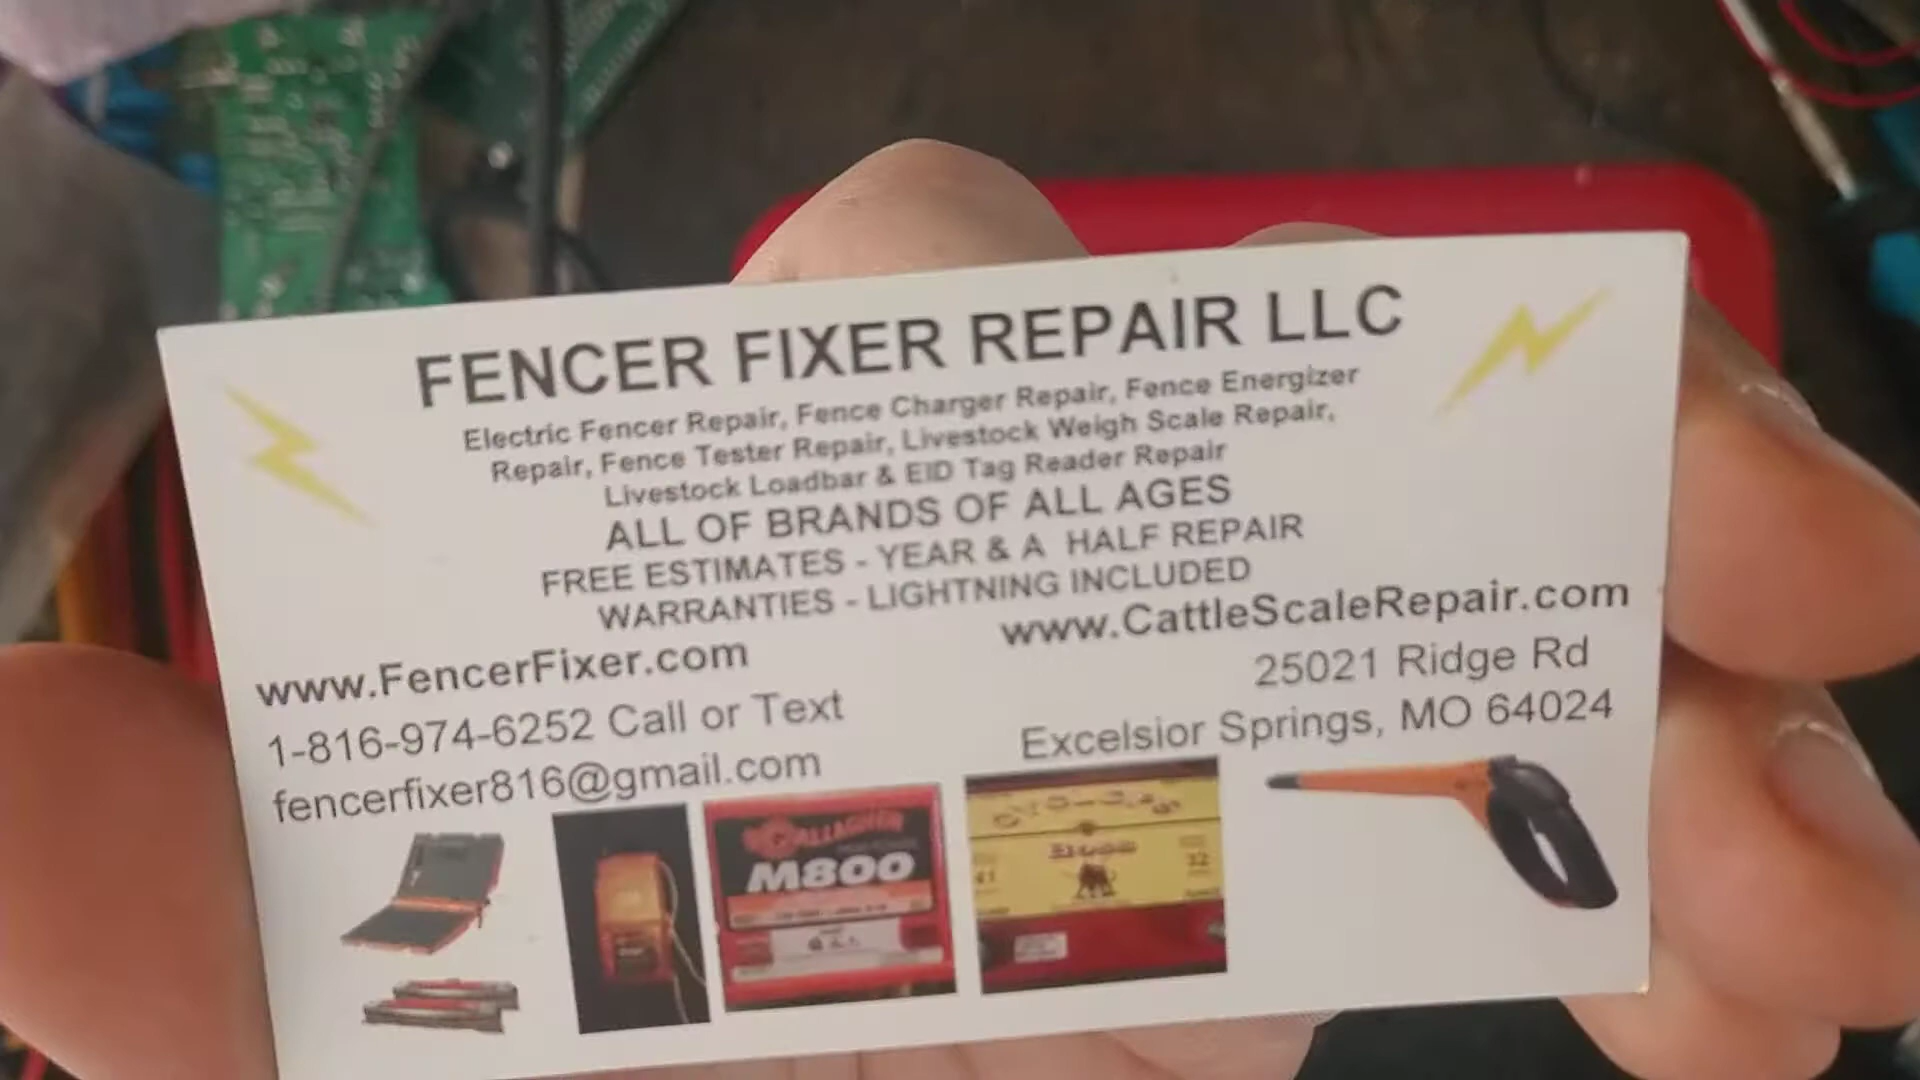 FENCER FIXER REPAIR LLC
Electric Fencer Repair, Fence Charger Repair, Fence Energizer
Repair, Fence Tester Repair, Livestock Weigh Scale Repair,
Livestock Loadbar & EID Tag Reader Repair
ALL OF BRANDS OF ALL AGES
FREE ESTIMATES - YEAR & A HALF REPAIR
WARRANTIES - LIGHTNING INCLUDED
www.FencerFixer.com
1-816-974-6252 Call or Text
fencerfixer816@gmail.com
www.CattleScaleRepair.com
25021 Ridge Rd
Excelsior Springs, MO 64024
GALLAGHER
M800
32